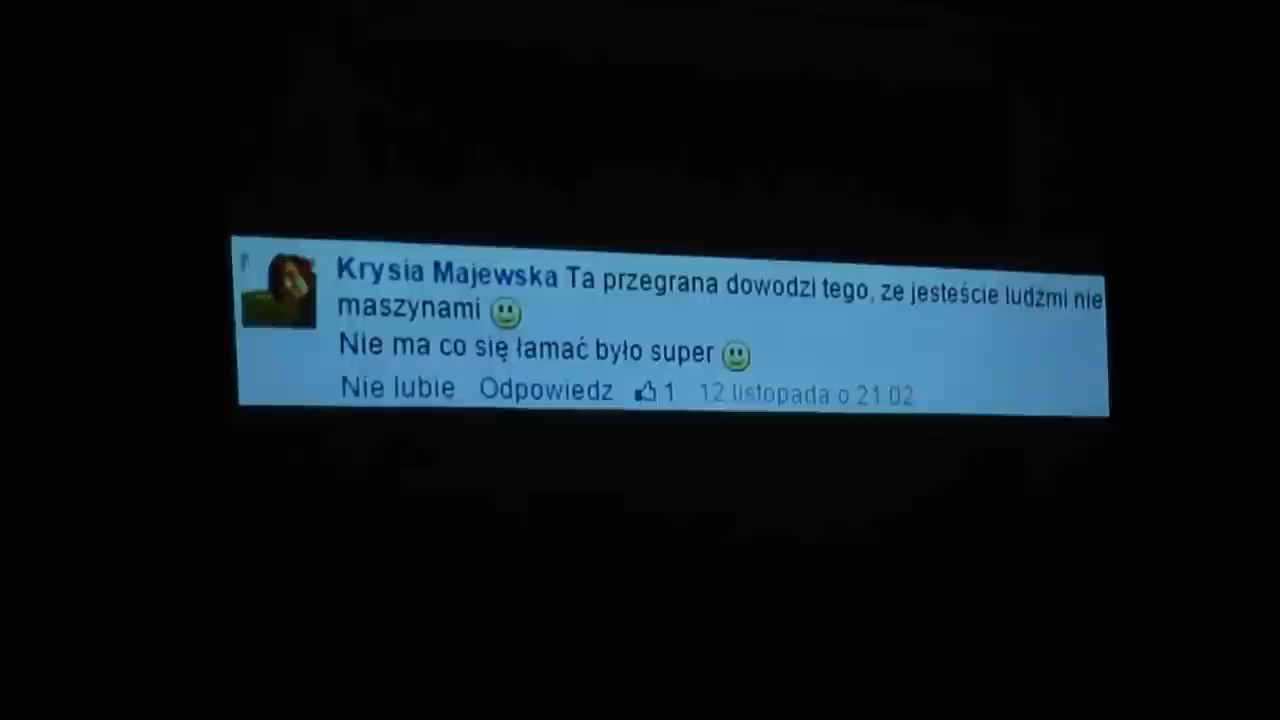 Krysia Majewska Ta przegrana dowodzi tego, ze jesteście ludzmi nie
maszynami
Nie ma co się łamać było super
Nie lubię Odpowiedz 1 12 listopada o 21:02